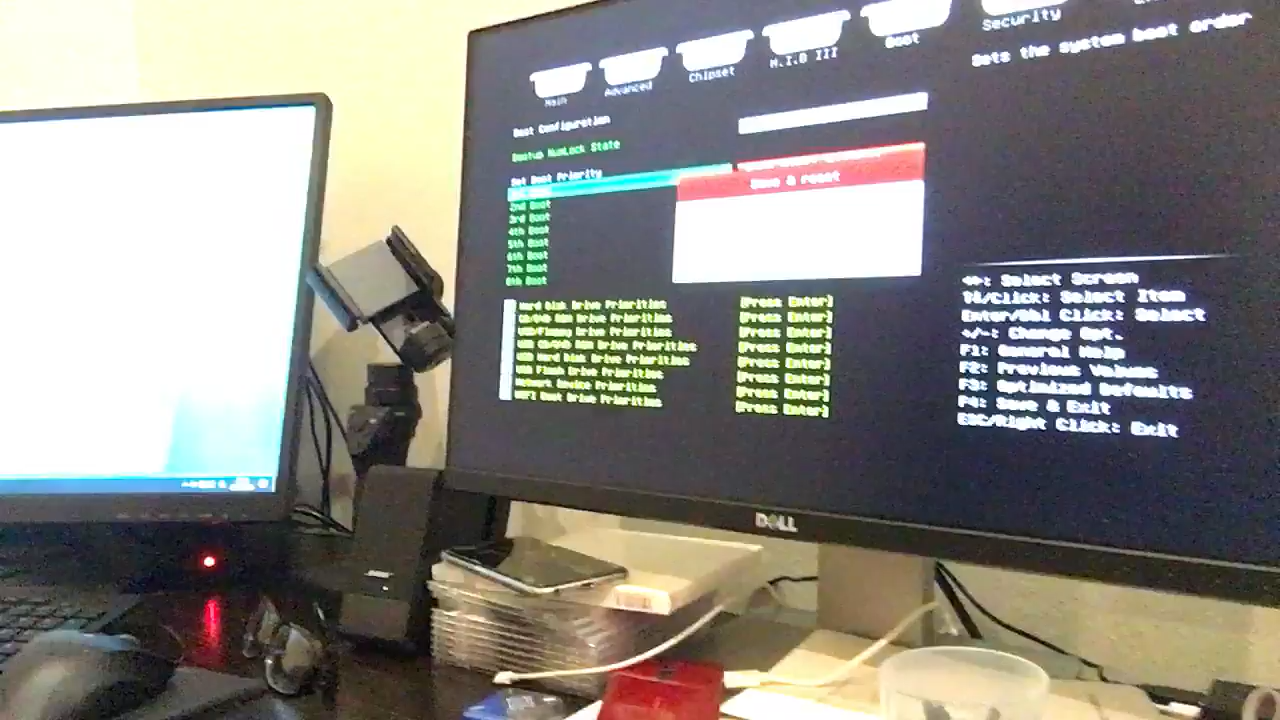 Main Advanced Chipset M.I.B III Boot Security
Sets the system boot order
Boot Configuration
Bootup NumLock State
Set Boot Priority
Save & reset
2nd Boot
3rd Boot
4th Boot
5th Boot
6th Boot
7th Boot
8th Boot
Hard Disk Drive Priorities [Press Enter]
CD/DVD ROM Drive Priorities [Press Enter]
USB/Floppy Drive Priorities [Press Enter]
USB CD/DVD ROM Drive Priorities [Press Enter]
USB Hard Disk Drive Priorities [Press Enter]
USB Flash Drive Priorities [Press Enter]
Network Device Priorities [Press Enter]
UEFI Boot Drive Priorities [Press Enter]
: Select Screen
/Click: Select Item
Enter/Dbl Click: Select
+/-: Change Opt.
F1: General Help
F2: Previous Values
F3: Optimized Defaults
F4: Save & Exit
ESC/Right Click: Exit
DELL